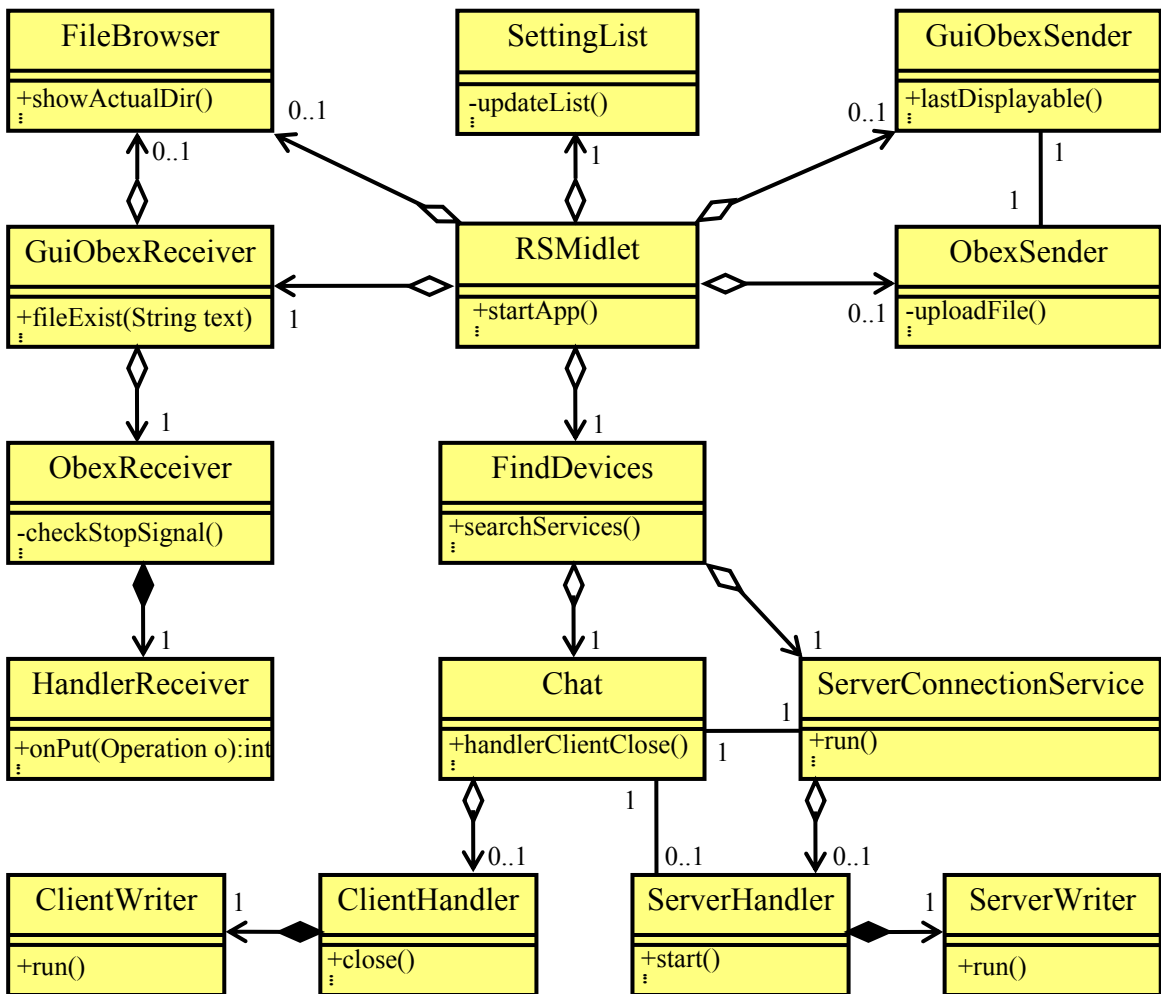 FileBrowser
+showActualDir()
SettingList
-updateList()
GuiObexSender
+lastDisplayable()
0..1
0..1
1
0..1
1
1
GuiObexReceiver
+fileExist(String text)
RSMidlet
+startApp()
ObexSender
-uploadFile()
1
0..1
1
1
ObexReceiver
-checkStopSignal()
FindDevices
+searchServices()
1
1
1
HandlerReceiver
+onPut(Operation o):int
Chat
+handlerClientClose()
ServerConnectionService
+run()
1
1
1
0..1
0..1
0..1
ClientWriter
+run()
1
ClientHandler
+close()
ServerHandler
+start()
1
ServerWriter
+run()